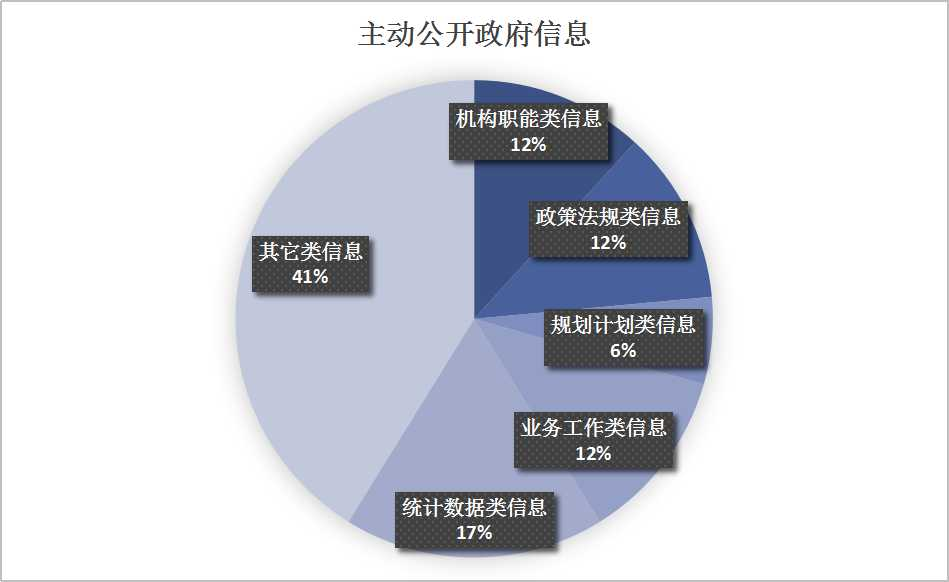 主动公开政府信息
机构职能类信息
12%
政策法规类信息
12%
其它类信息
41%
规划计划类信息
6%
业务工作类信息
12%
统计数据类信息
17%